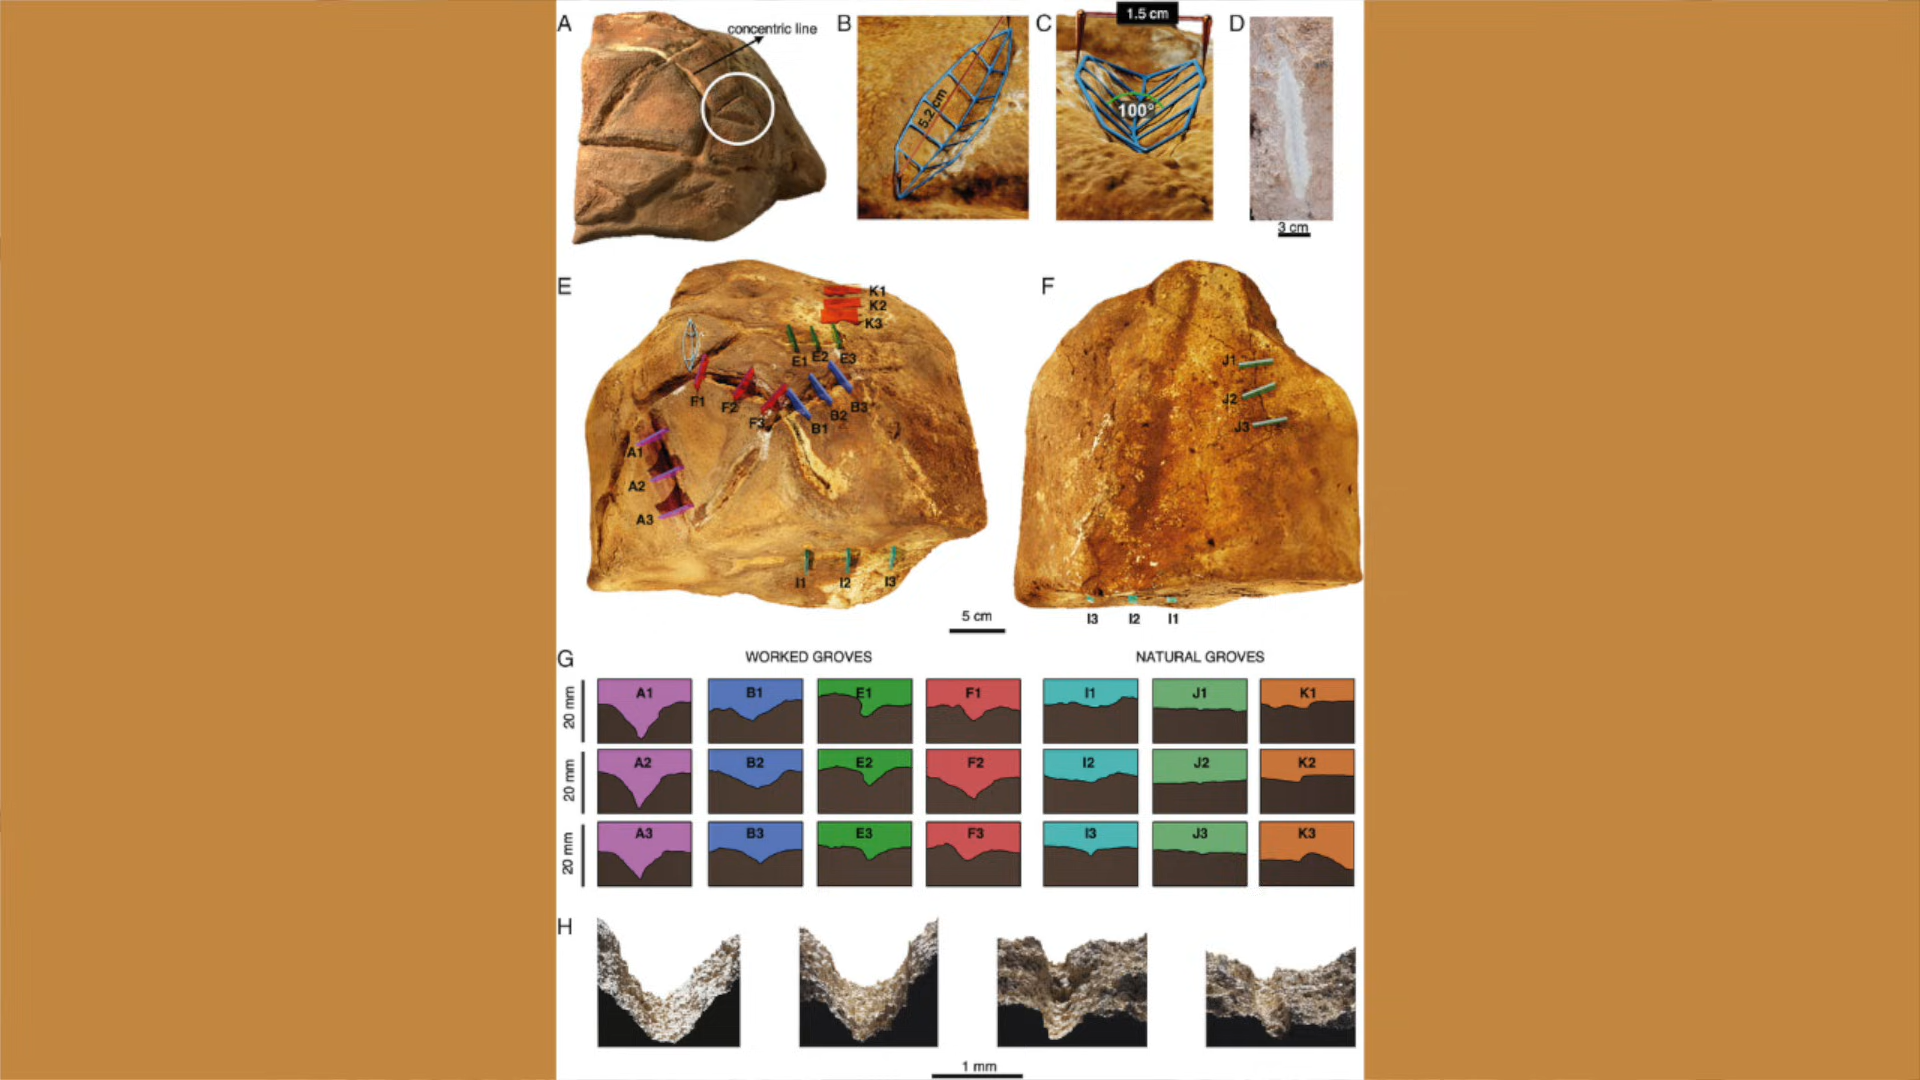 A
concentric line
B
5.2 cm
C
1.5 cm
100°
D
3 cm
E
K1
K2
K3
E1 E2 E3
F1 F2 F3
B1 B2 B3
A1
A2
A3
I1 I2 I3
F
J1
J2
J3
I3 I2 I1
5 cm
G
WORKED GROVES
NATURAL GROVES
20 mm
A1 B1 E1 F1 I1 J1 K1
20 mm
A2 B2 E2 F2 I2 J2 K2
20 mm
A3 B3 E3 F3 I3 J3 K3
H
1 mm